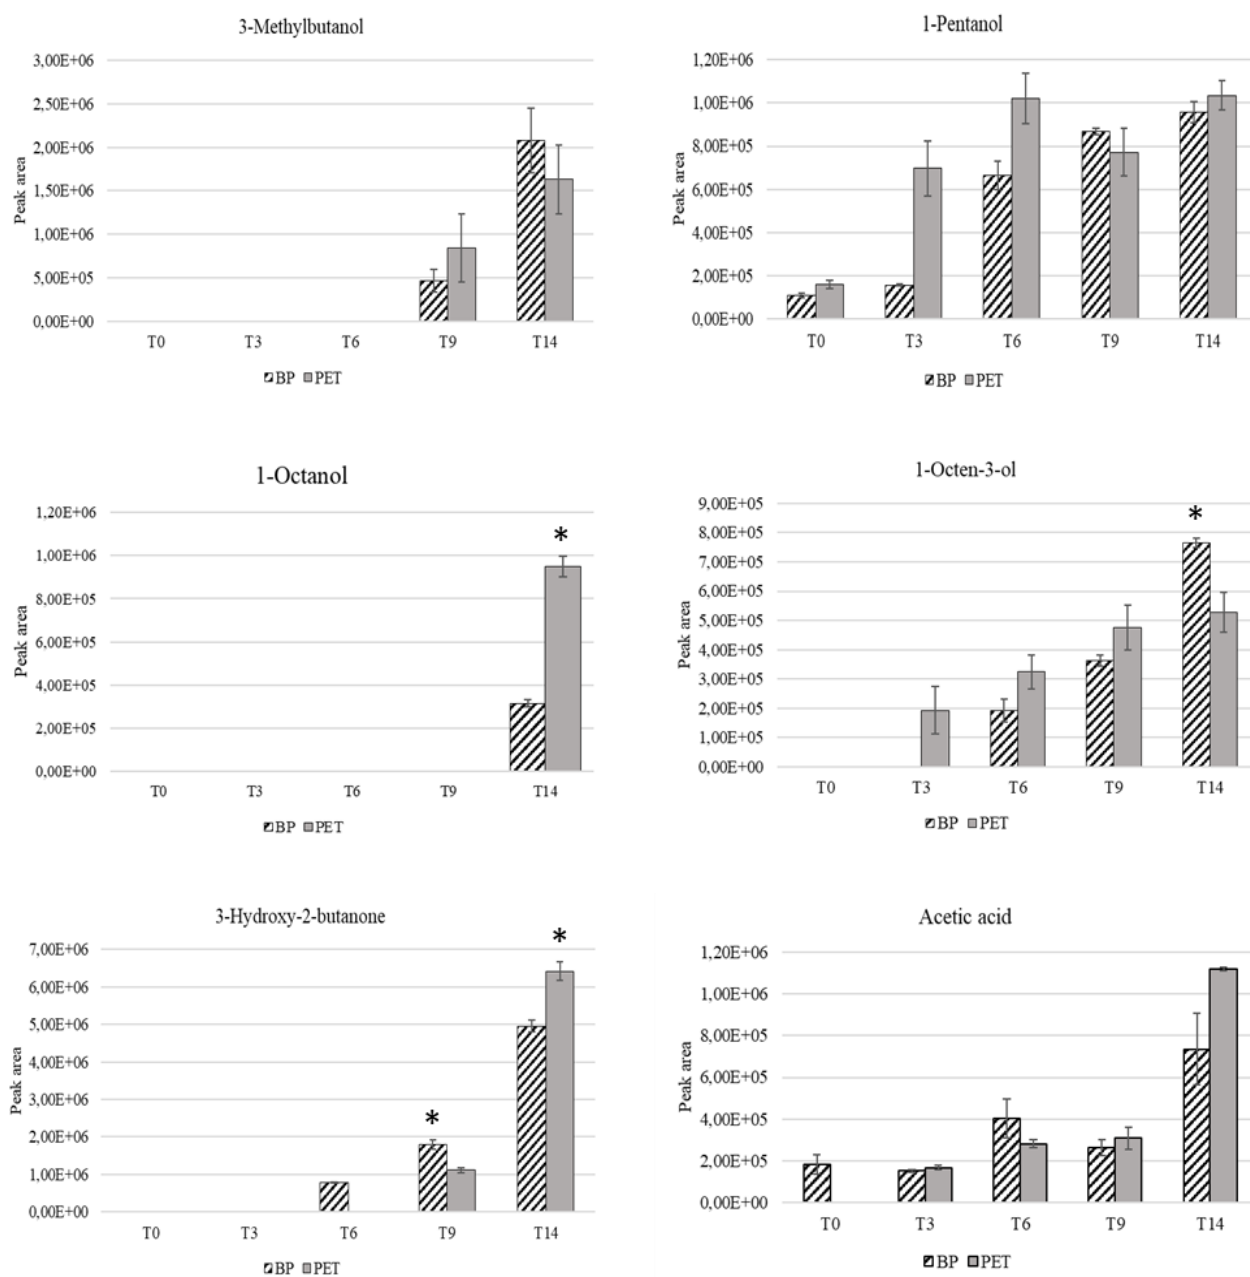 3-Methylbutanol
3,00E+06
2,50E+06
2,00E+06
1,50E+06
1,00E+06
5,00E+05
0,00E+00
Peak area
T0 T3 T6 T9 T14
BP PET
1-Pentanol
1,20E+06
1,00E+06
8,00E+05
6,00E+05
4,00E+05
2,00E+05
0,00E+00
Peak area
T0 T3 T6 T9 T14
BP PET
1-Octanol
1,20E+06
1,00E+06
8,00E+05
6,00E+05
4,00E+05
2,00E+05
0,00E+00
Peak area
*
T0 T3 T6 T9 T14
BP PET
1-Octen-3-ol
9,00E+05
8,00E+05
7,00E+05
6,00E+05
5,00E+05
4,00E+05
3,00E+05
2,00E+05
1,00E+05
0,00E+00
Peak area
*
T0 T3 T6 T9 T14
BP PET
3-Hydroxy-2-butanone
7,00E+06
6,00E+06
5,00E+06
4,00E+06
3,00E+06
2,00E+06
1,00E+06
0,00E+00
Peak area
*
*
T0 T3 T6 T9 T14
BP PET
Acetic acid
1,20E+06
1,00E+06
8,00E+05
6,00E+05
4,00E+05
2,00E+05
0,00E+00
Peak area
T0 T3 T6 T9 T14
BP PET